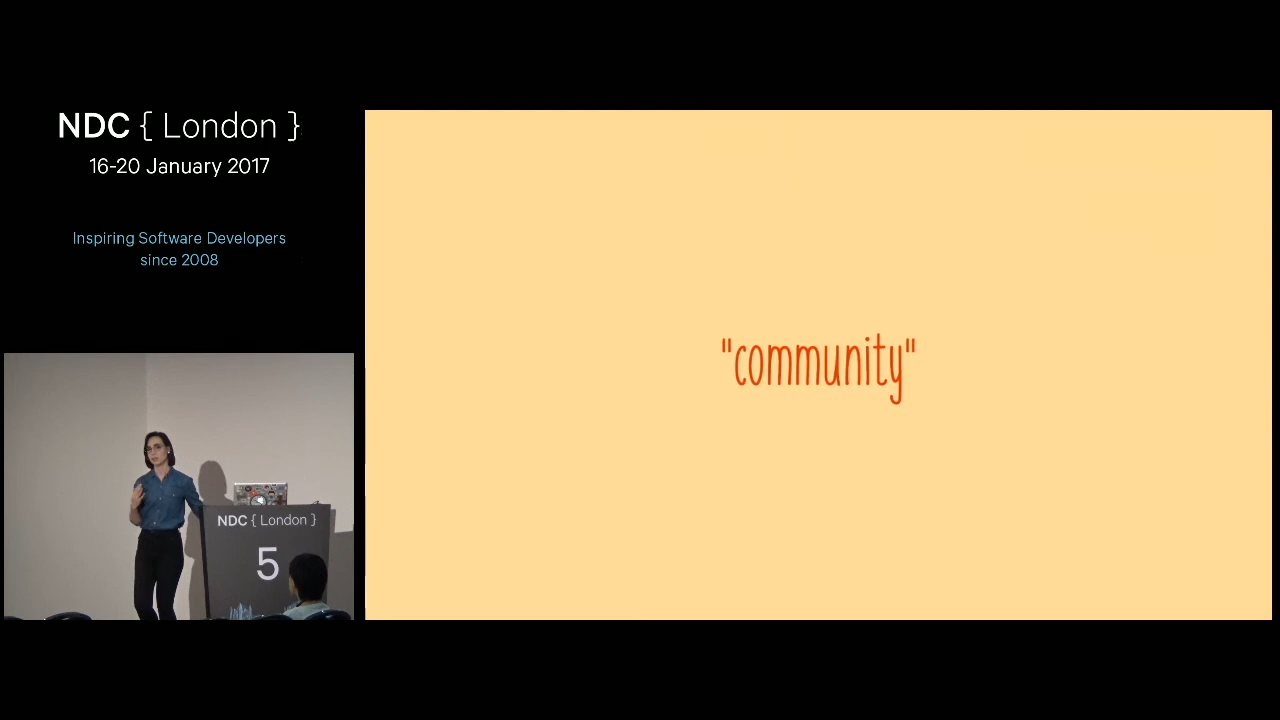 NDC { London }
16-20 January 2017
Inspiring Software Developers
since 2008
"community"
NDC { London }
5